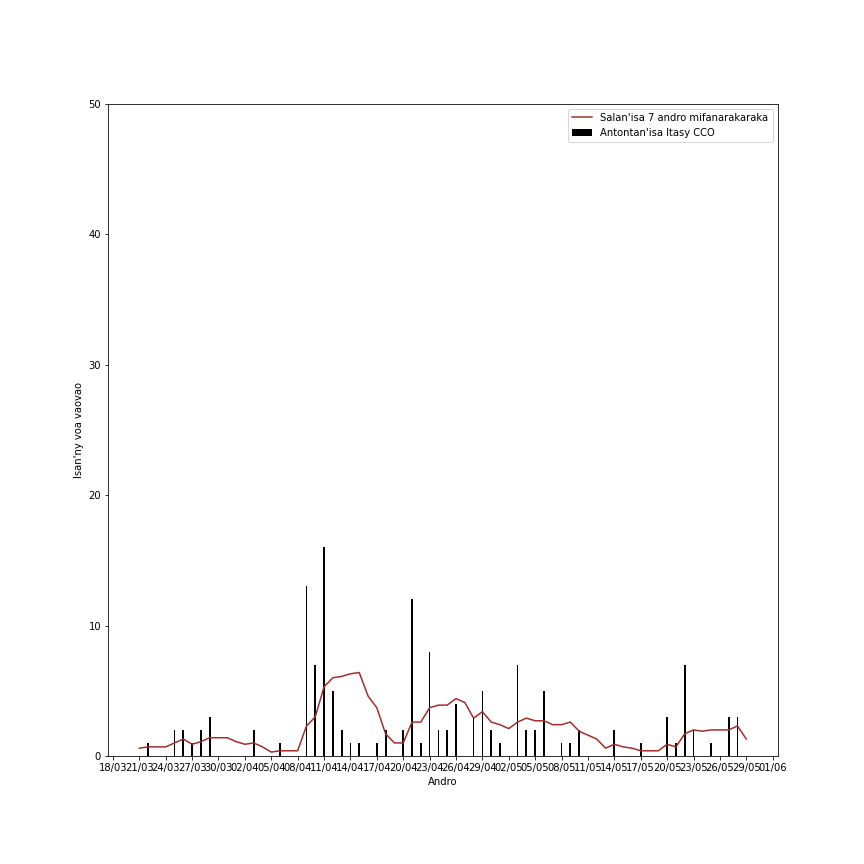 Salan'isa 7 andro mifanarakaraka
Antontan'isa Itasy CCO
50
40
30
20
10
0
Isan'ny voa vaovao
18/03 21/03 24/03 27/03 30/03 02/04 05/04 08/04 11/04 14/04 17/04 20/04 23/04 26/04 29/04 02/05 05/05 08/05 11/05 14/05 17/05 20/05 23/05 26/05 29/05 01/06
Andro